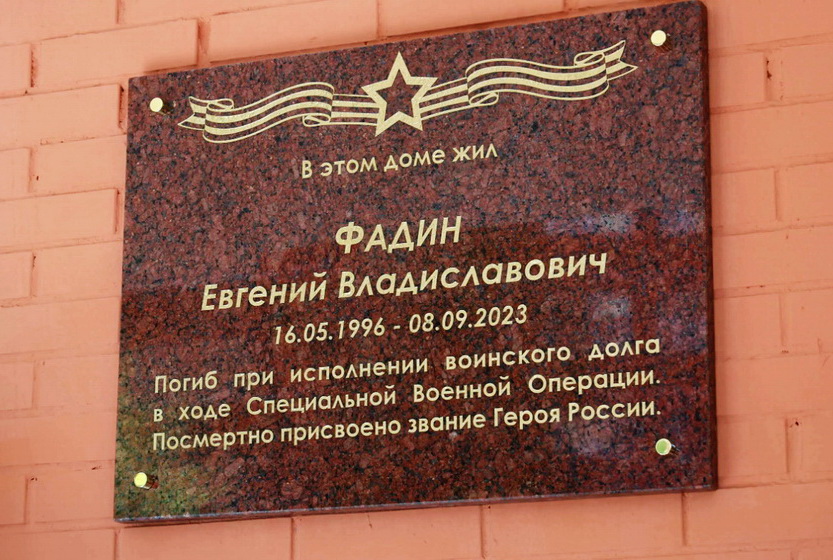 В этом доме жил
ФАДИН
Евгений Владиславович
16.05.1996 - 08.09.2023
Погиб при исполнении воинского долга
в ходе Специальной Военной Операции.
Посмертно присвоено звание Героя России.